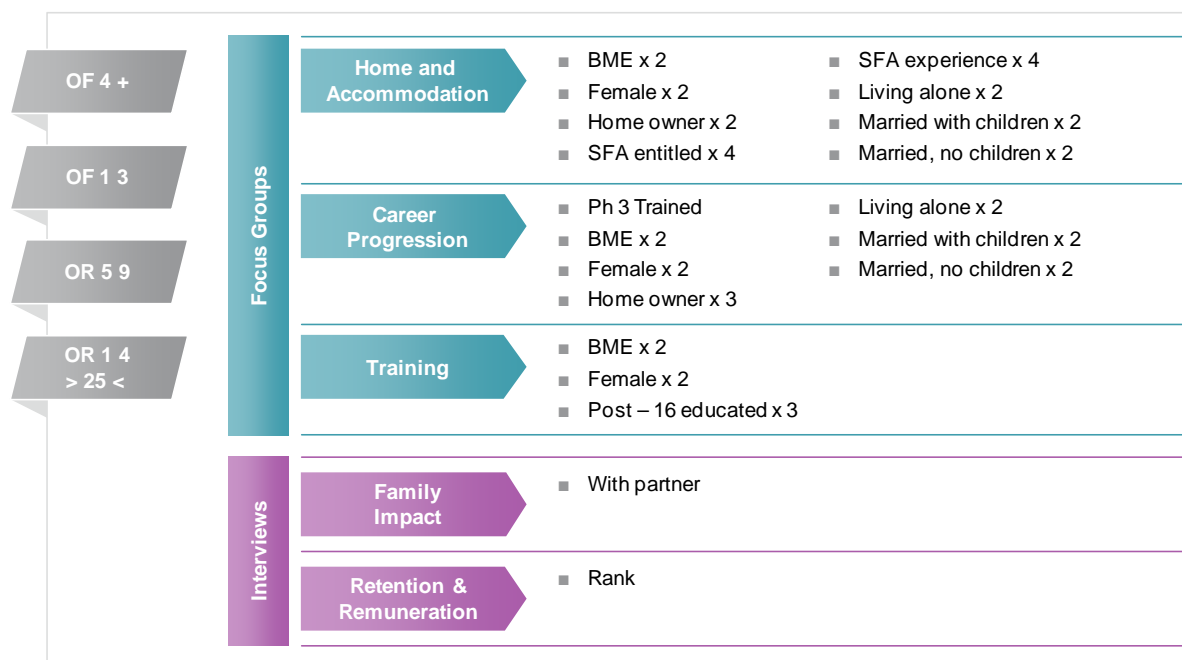 OF 4 +
OF 1 3
OR 5 9
OR 1 4
> 25 <
Focus Groups
Home and
Accommodation
■ BME x 2
■ Female x 2
■ Home owner x 2
■ SFA entitled x 4
■ SFA experience x 4
■ Living alone x 2
■ Married with children x 2
■ Married, no children x 2
Career
Progression
■ Ph 3 Trained
■ BME x 2
■ Female x 2
■ Home owner x 3
■ Living alone x 2
■ Married with children x 2
■ Married, no children x 2
Training
■ BME x 2
■ Female x 2
■ Post – 16 educated x 3
Interviews
Family
Impact
■ With partner
Retention &
Remuneration
■ Rank